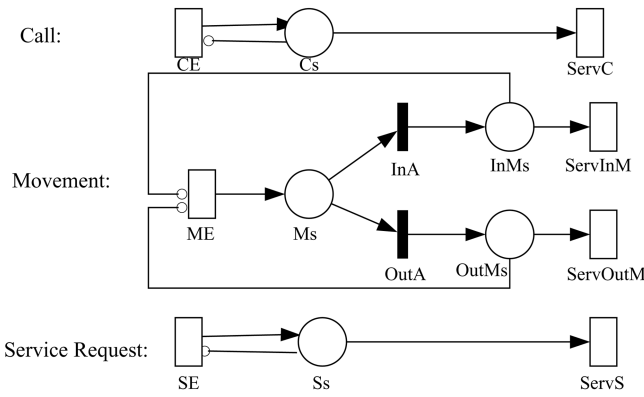 Call:
CE
Cs
ServC
InA
InMs
ServInM
Movement:
ME
Ms
OutA
OutMs
ServOutM
Service Request:
SE
Ss
ServS